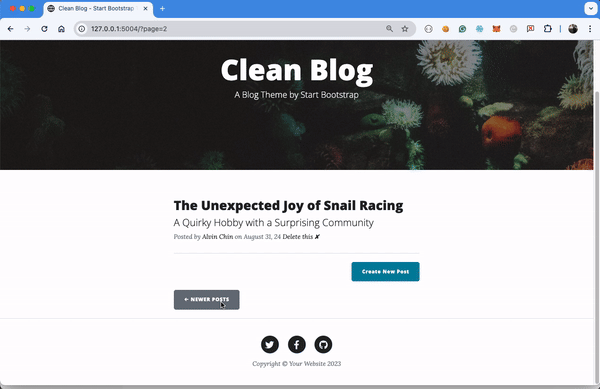 Clean Blog - Start Bootstrap
127.0.0.1:5004/?page=2
Clean Blog
A Blog Theme by Start Bootstrap
The Unexpected Joy of Snail Racing
A Quirky Hobby with a Surprising Community
Posted by Alvin Chin on August 31, 24 Delete this ✘
Create New Post
← NEWER POSTS
Copyright © Your Website 2023